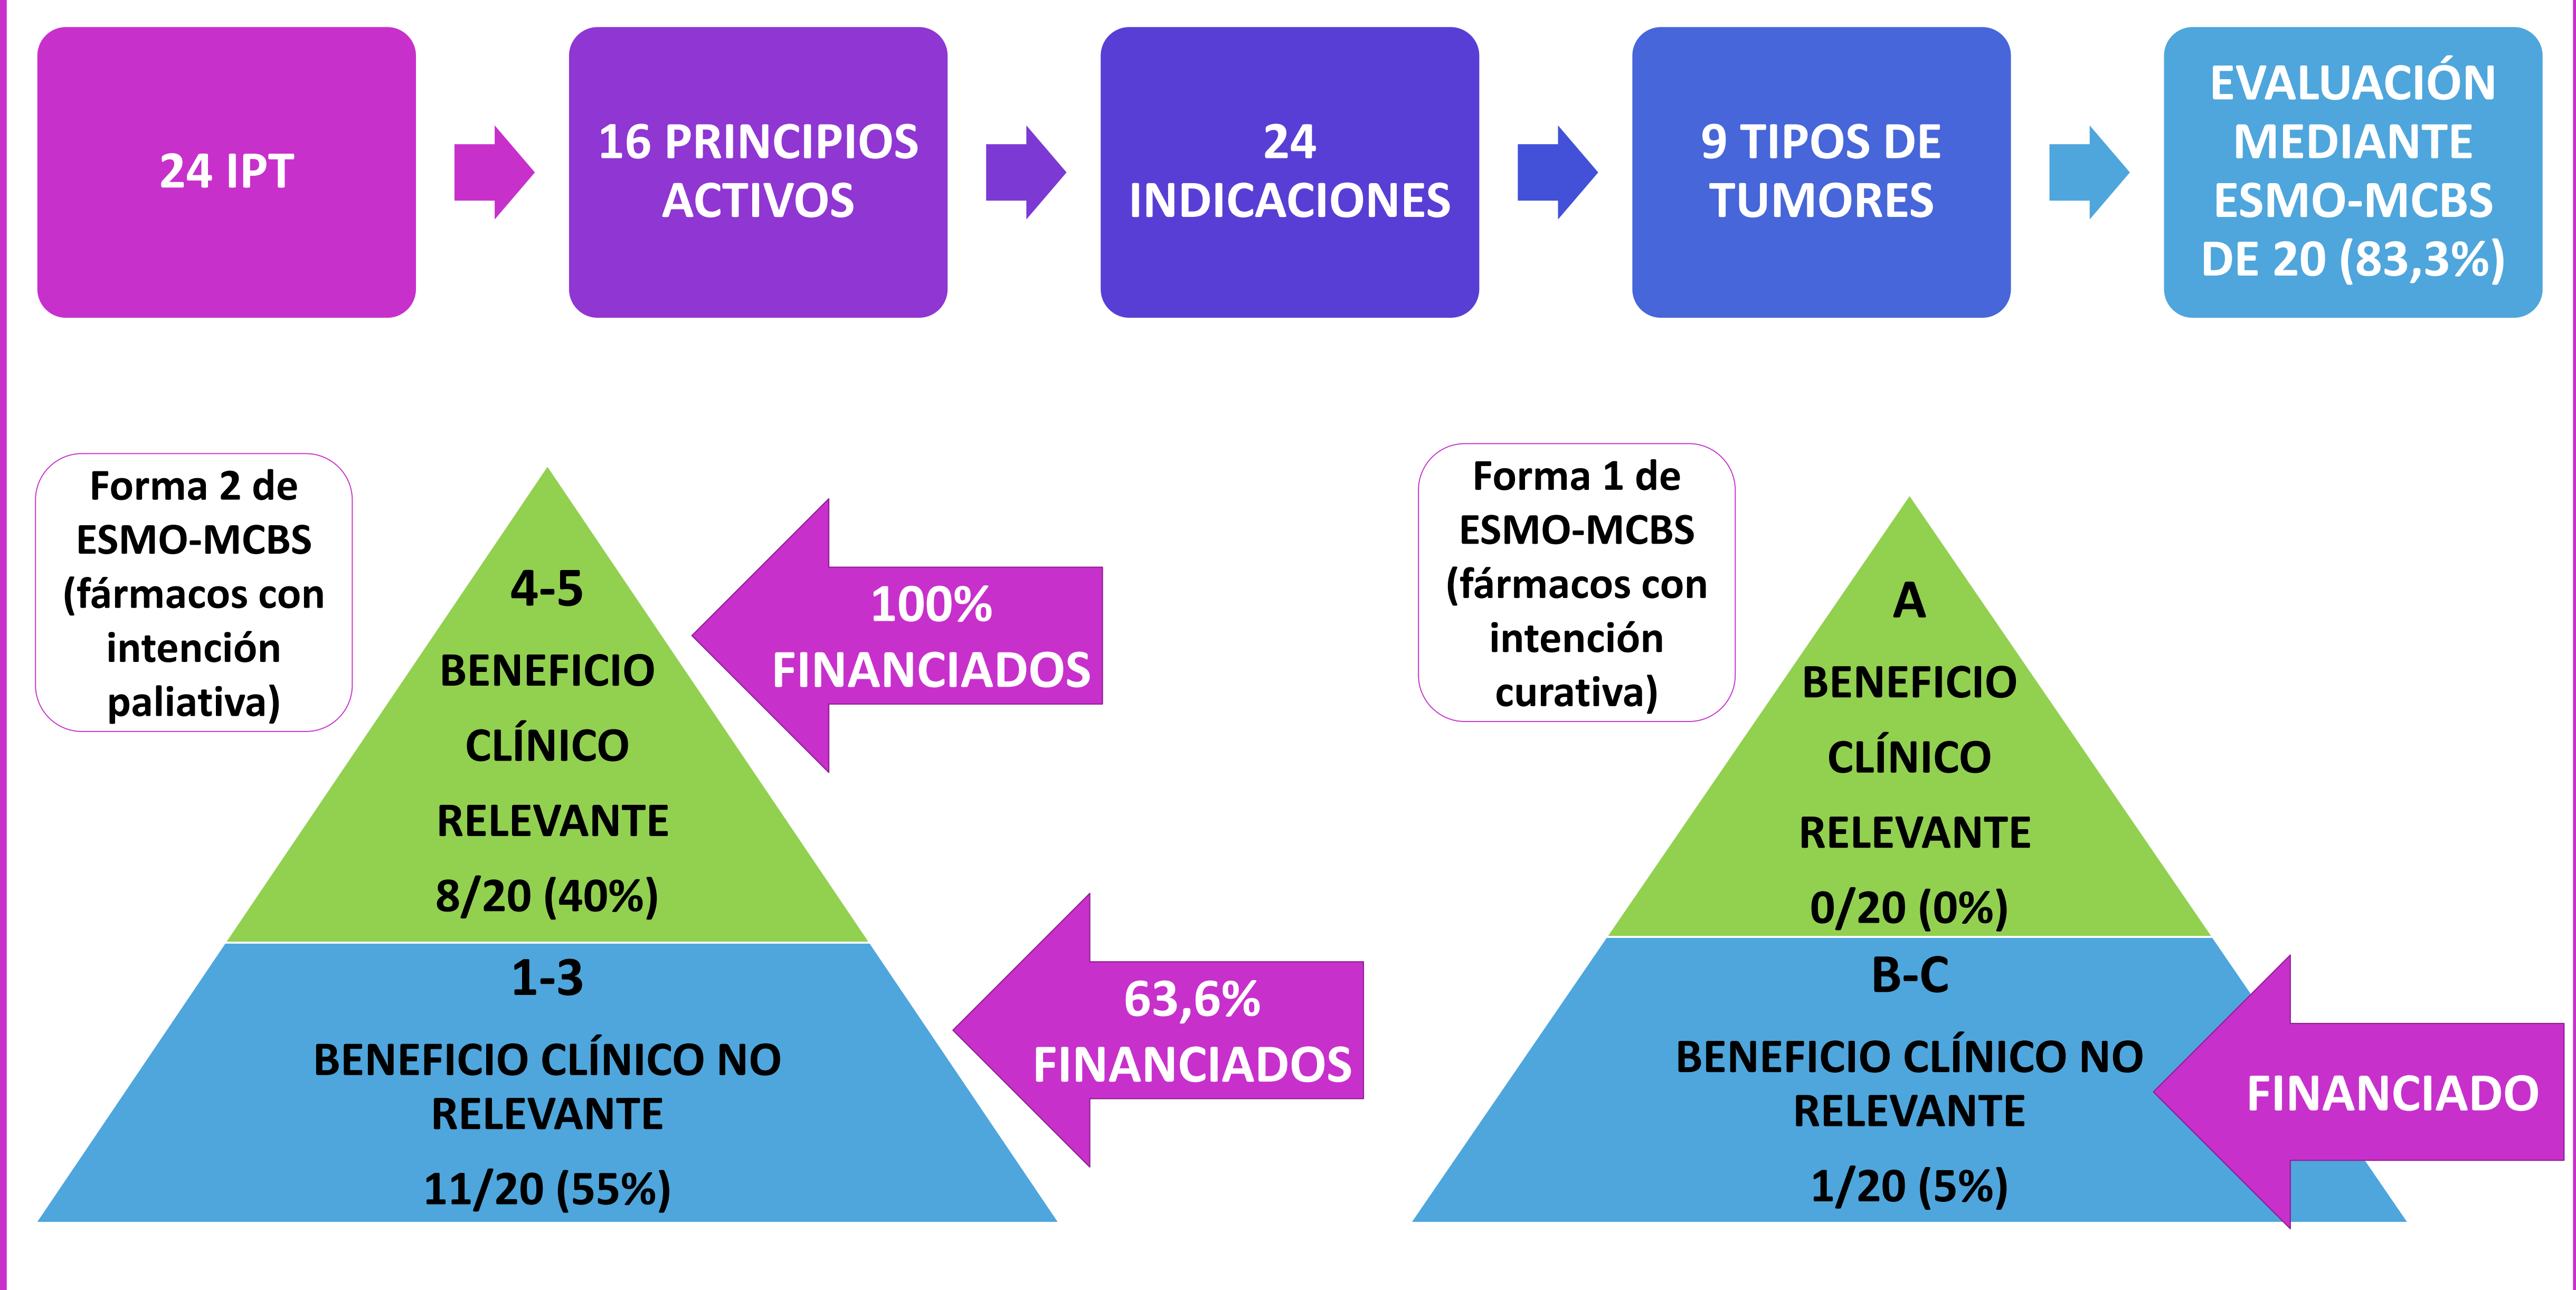 24 IPT
16 PRINCIPIOS
ACTIVOS
24
INDICACIONES
9 TIPOS DE
TUMORES
EVALUACIÓN
MEDIANTE
ESMO-MCBS
DE 20 (83,3%)
Forma 2 de
ESMO-MCBS
(fármacos con
intención
paliativa)
4-5
BENEFICIO
CLÍNICO
RELEVANTE
8/20 (40%)
100%
FINANCIADOS
1-3
BENEFICIO CLÍNICO NO
RELEVANTE
11/20 (55%)
63,6%
FINANCIADOS
Forma 1 de
ESMO-MCBS
(fármacos con
intención
curativa)
A
BENEFICIO
CLÍNICO
RELEVANTE
0/20 (0%)
B-C
BENEFICIO CLÍNICO NO
RELEVANTE
1/20 (5%)
FINANCIADO